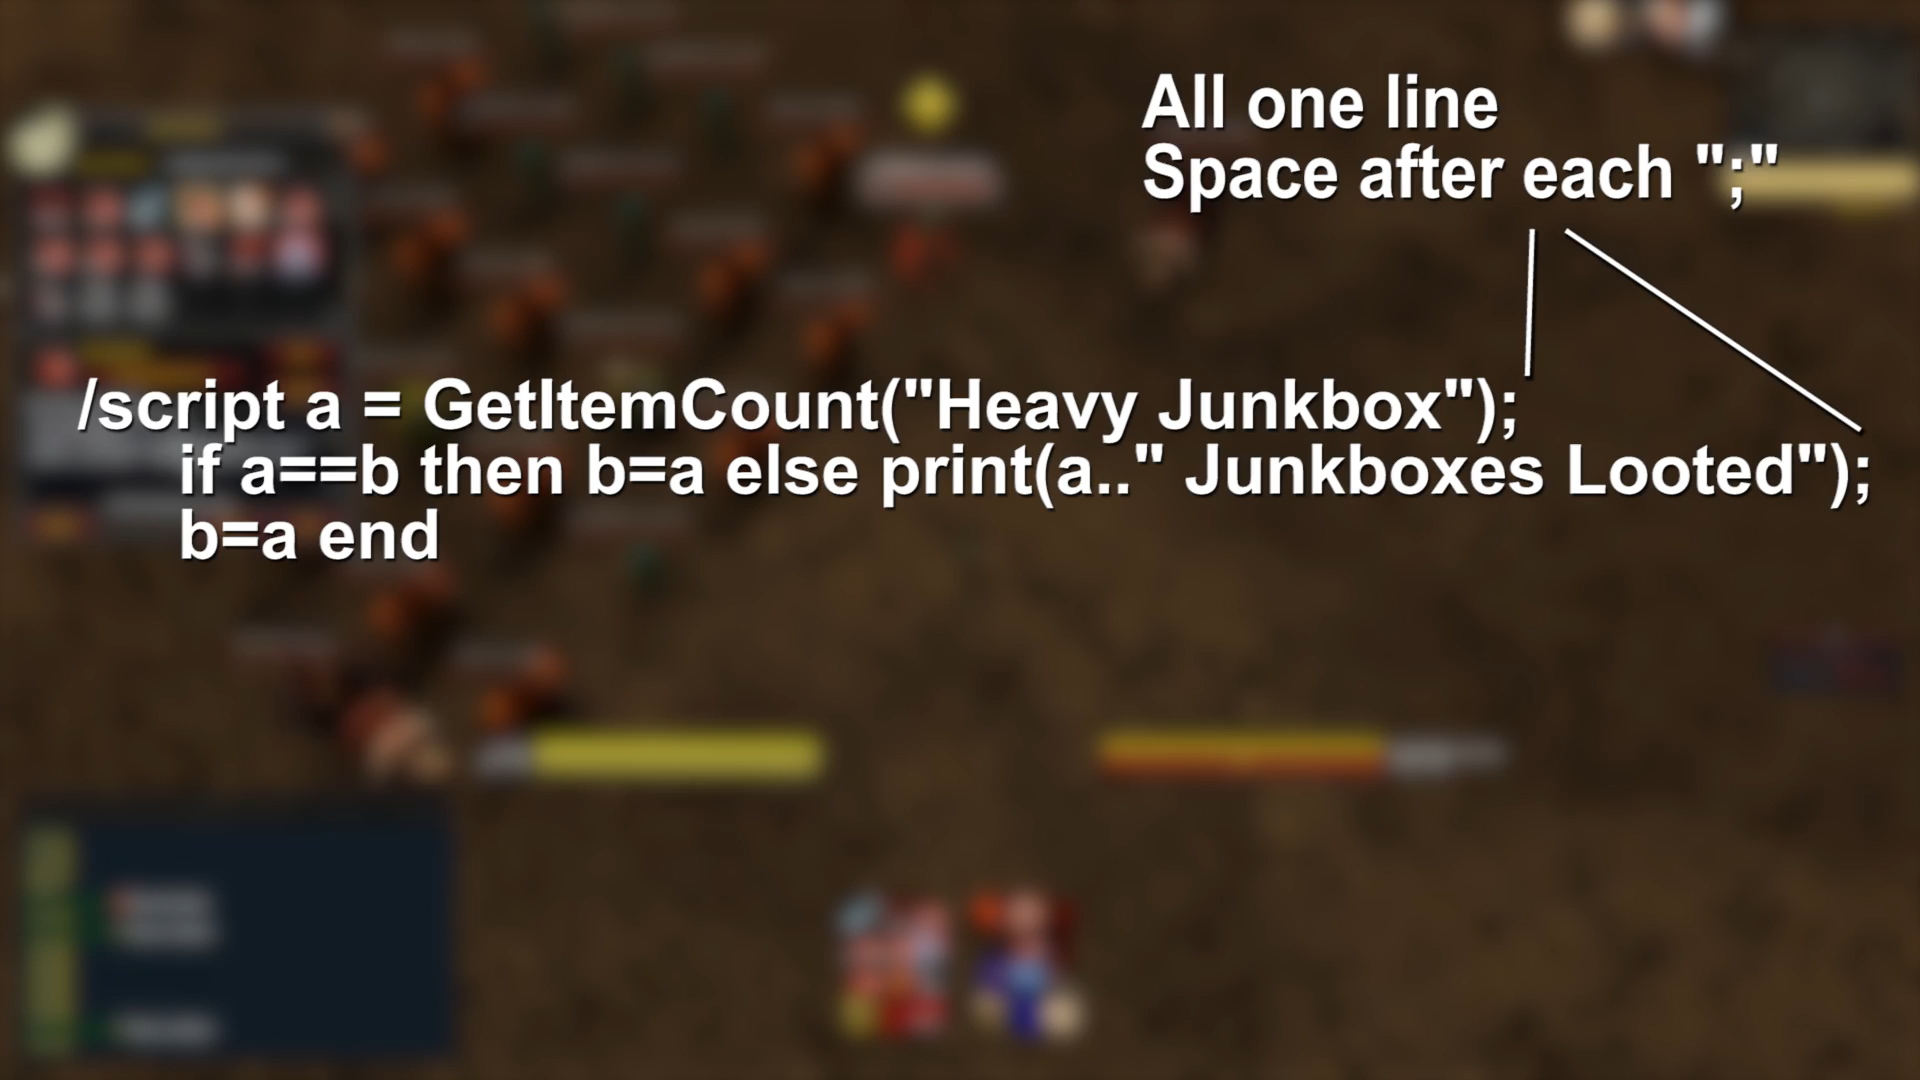 All one line
Space after each ";"
/script a = GetItemCount("Heavy Junkbox");
if a==b then b=a else print(a.." Junkboxes Looted");
b=a end